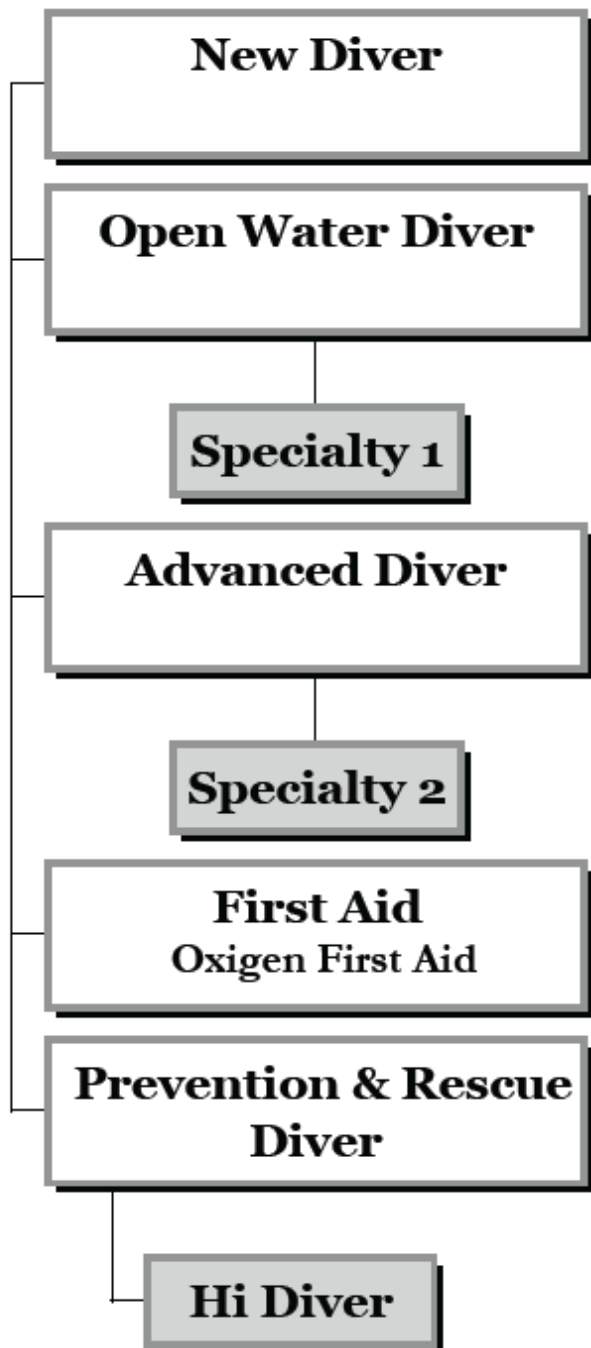 New Diver
Open Water Diver
Specialty 1
Advanced Diver
Specialty 2
First Aid
Oxigen First Aid
Prevention & Rescue
Diver
Hi Diver